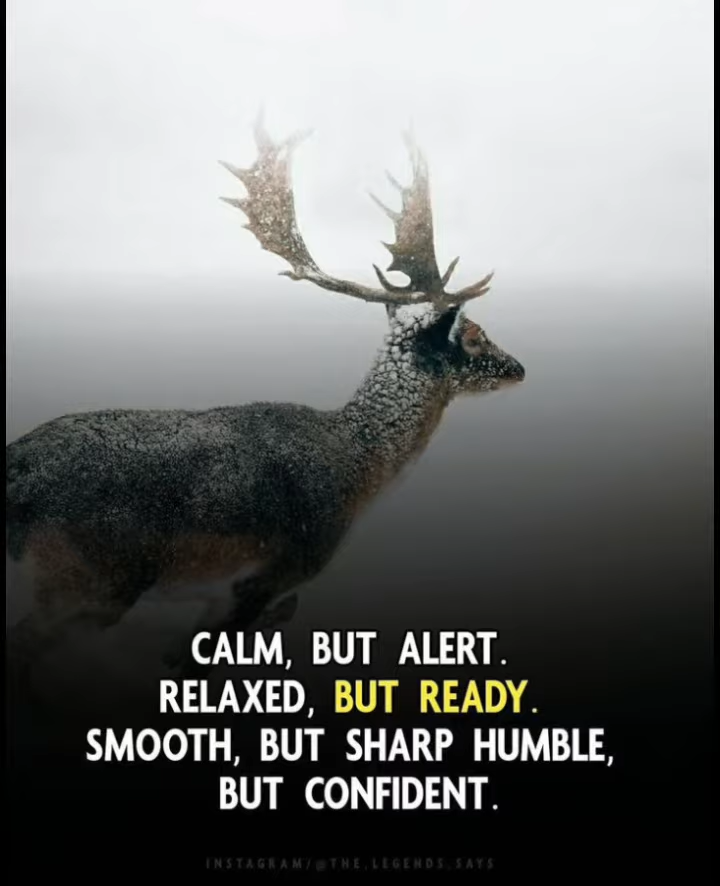 CALM, BUT ALERT.
RELAXED, BUT READY.
SMOOTH, BUT SHARP HUMBLE,
BUT CONFIDENT.
INSTAGRAM/@THE.LEGENDS.SAYS